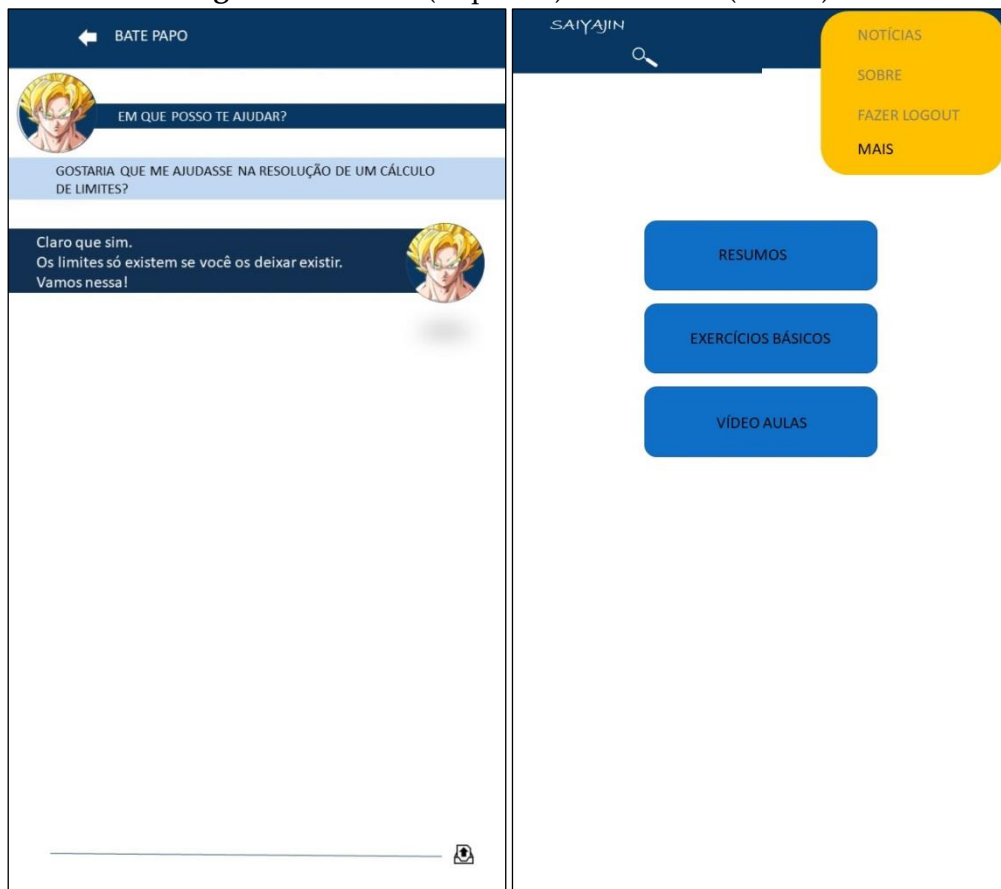 BATE PAPO
EM QUE POSSO TE AJUDAR?
GOSTARIA QUE ME AJUDASSE NA RESOLUÇÃO DE UM CÁLCULO
DE LIMITES?
Claro que sim.
Os limites só existem se você os deixar existir.
Vamos nessa!
SAIYAJIN
NOTÍCIAS
SOBRE
FAZER LOGOUT
MAIS
RESUMOS
EXERCÍCIOS BÁSICOS
VÍDEO AULAS